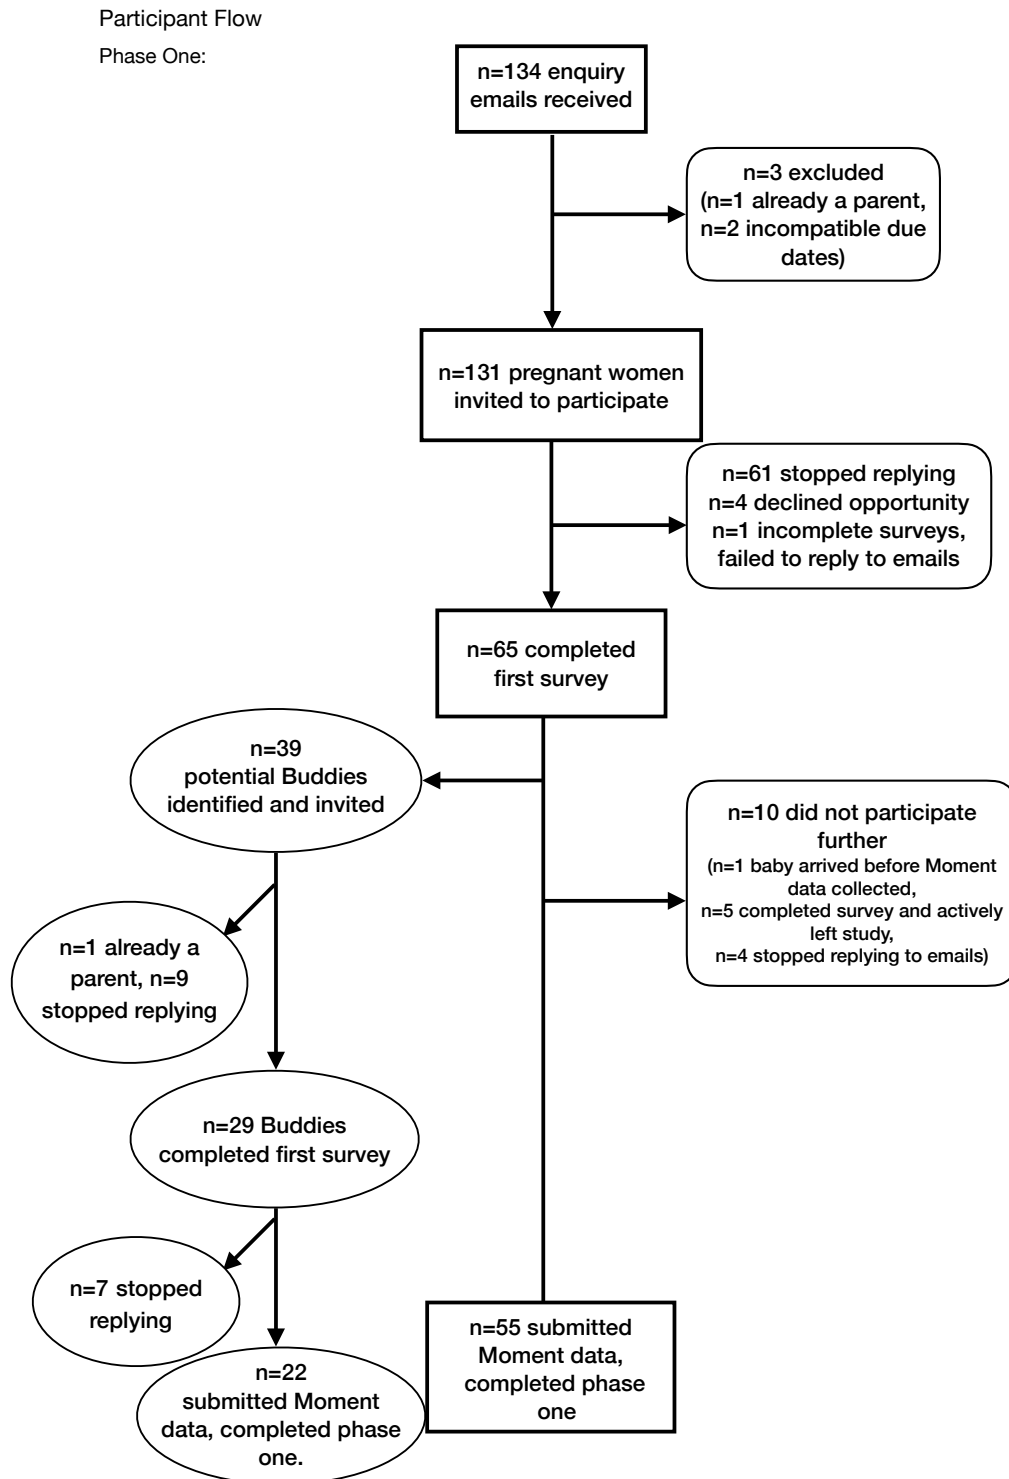 Participant Flow
Phase One:
n=134 enquiry
emails received
n=3 excluded
(n=1 already a parent,
n=2 incompatible due
dates)
n=131 pregnant women
invited to participate
n=61 stopped replying
n=4 declined opportunity
n=1 incomplete surveys,
failed to reply to emails
n=65 completed
first survey
n=39
potential Buddies
identified and invited
n=10 did not participate
further
(n=1 baby arrived before Moment
data collected,
n=5 completed survey and actively
left study,
n=4 stopped replying to emails)
n=1 already a
parent, n=9
stopped replying
n=29 Buddies
completed first survey
n=7 stopped
replying
n=55 submitted
Moment data,
completed phase
one
n=22
submitted Moment
data, completed phase
one.